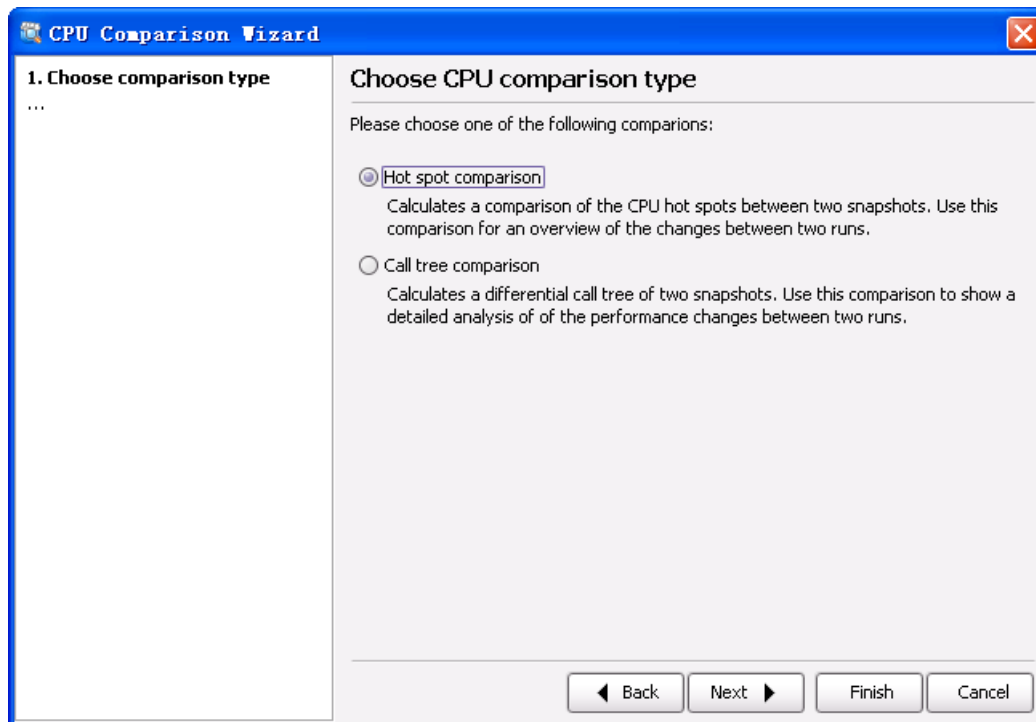 CPU Comparison Wizard
1. Choose comparison type
...
Choose CPU comparison type
Please choose one of the following comparions:
Hot spot comparison
Calculates a comparison of the CPU hot spots between two snapshots. Use this
comparison for an overview of the changes between two runs.
Call tree comparison
Calculates a differential call tree of two snapshots. Use this comparison to show a
detailed analysis of of the performance changes between two runs.
Back Next Finish Cancel